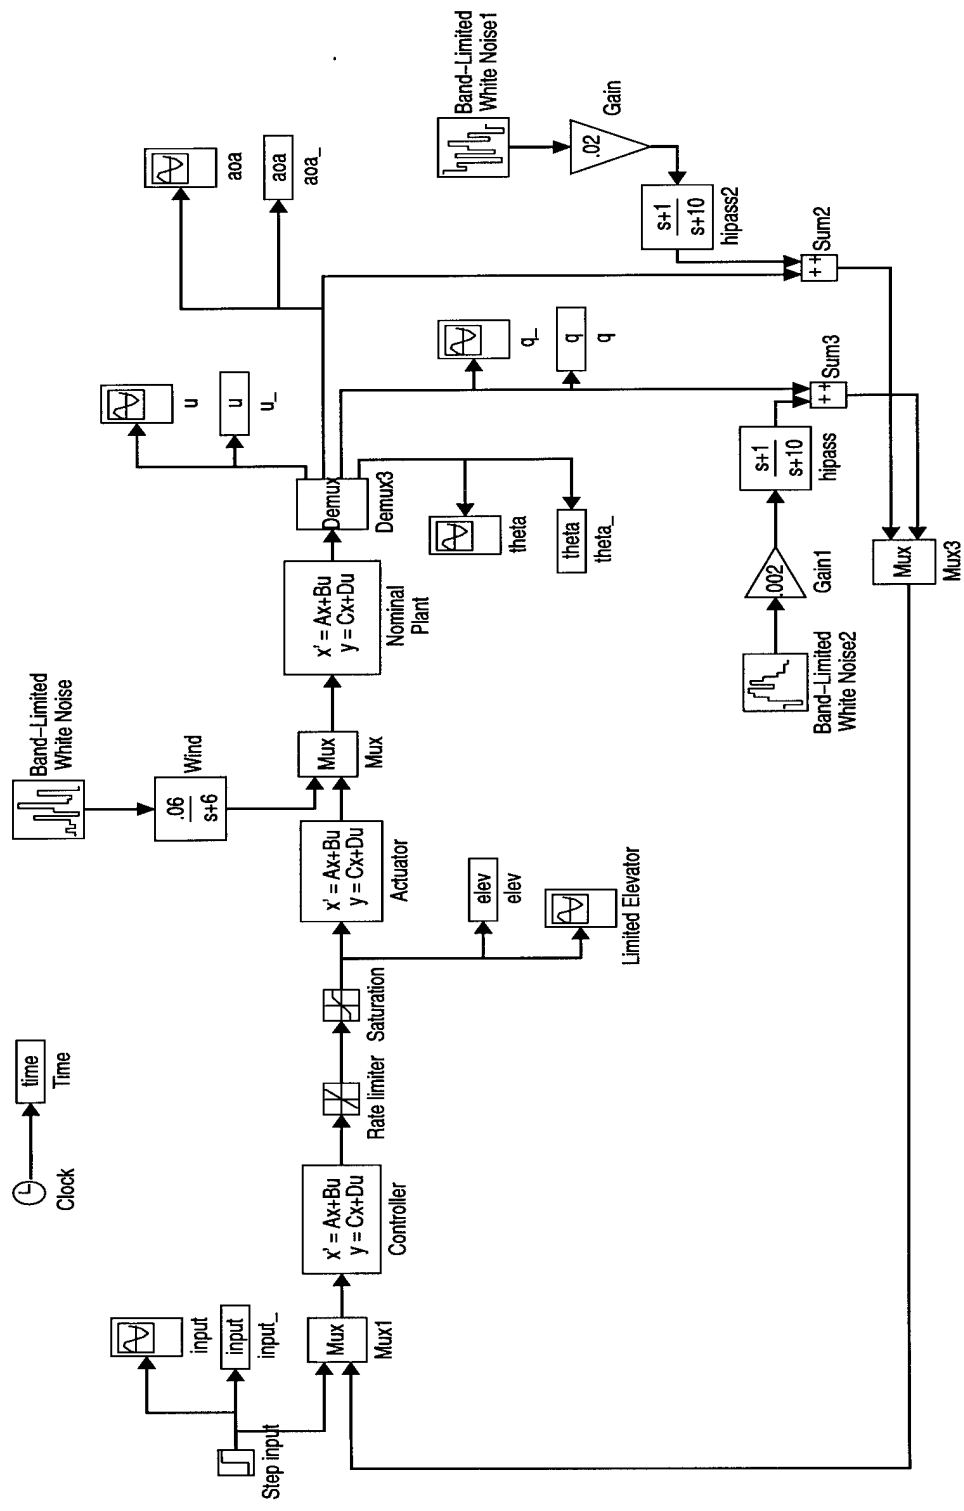 Clock
time
Time
Band-Limited
White Noise
.06
s+6
Wind
input
input
input_
Step input
Mux
Mux1
x' = Ax+Bu
y = Cx+Du
Controller
Rate limiter
Saturation
elev
elev
Limited Elevator
x' = Ax+Bu
y = Cx+Du
Actuator
Mux
Mux
x' = Ax+Bu
y = Cx+Du
Nominal
Plant
Demux
Demux3
u
u
u_
aoa
aoa
aoa_
theta
theta
theta_
q_
q
q
Band-Limited
White Noise1
.02
Gain
s+1
s+10
hipass2
++
Sum2
Band-Limited
White Noise2
.002
Gain1
s+1
s+10
hipass
++
Sum3
Mux
Mux3